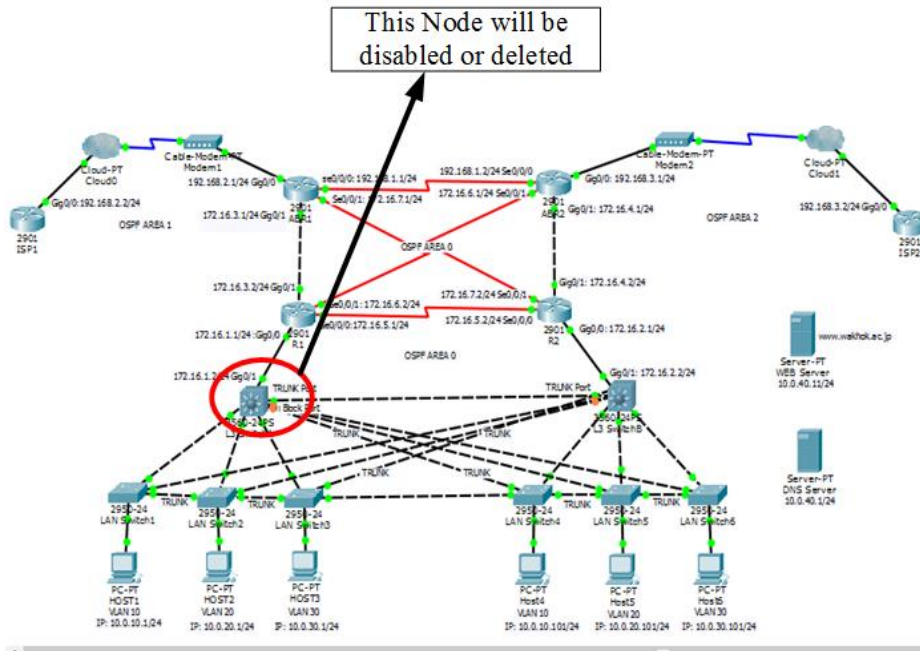 This Node will be
disabled or deleted
Cloud-PT
Cloud0
Cable-Modem-PT
Modem1
Cable-Modem-PT
Modem2
Cloud-PT
Cloud1
192.168.2.1/24 Gig0/0
se0/0/0: 192.168.1.1/24
192.168.1.2/24 Se0/0/0
Gig0/0: 192.168.3.1/24
Gig0/0:192.168.2.2/24
2901
Se0/0/1: 172.16.7.1/24
172.16.6.1/24 Se0/0/1
2901
192.168.3.2/24 Gig0/0
172.16.3.1/24 Gig0/1
Gig0/1: 172.16.4.1/24
OSPF AREA 1
OSPF AREA 2
2901
ISP1
2901
ISP2
OSPF AREA 0
172.16.3.2/24 Gig0/1
Se0/0/1: 172.16.6.2/24
172.16.7.2/24 Se0/0/1
Gig0/1: 172.16.4.2/24
2901
R1
Se0/0/0:172.16.5.1/24
172.16.5.2/24 Se0/0/0
2901
R2
172.16.1.1/24 :Gig0/0
Gig0/0: 172.16.2.1/24
OSPF AREA 0
www.wakhok.ac.jp
Server-PT
WEB Server
10.0.40.11/24
172.16.1.2/24 Gig0/1
Gig0/1: 172.16.2.2/24
TRUNK Port
TRUNK Port
Block Port
3560-24PS
L3 SwitchB
TRUNK
TRUNK
TRUNK
TRUNK
Server-PT
DNS Server
10.0.40.1/24
TRUNK
TRUNK
TRUNK
TRUNK
2950-24
LAN Switch1
2950-24
LAN Switch2
2950-24
LAN Switch3
2950-24
LAN Switch4
2950-24
LAN Switch5
2950-24
LAN Switch6
PC-PT
HOST1
VLAN10
IP: 10.0.10.1/24
PC-PT
HOST2
VLAN 20
IP: 10.0.20.1/24
PC-PT
HOST3
VLAN 30
IP: 10.0.30.1/24
PC-PT
Host4
VLAN 10
IP: 10.0.10.101/24
PC-PT
Host5
VLAN 20
IP: 10.0.20.101/24
PC-PT
Host6
VLAN 30
IP: 10.0.30.101/24